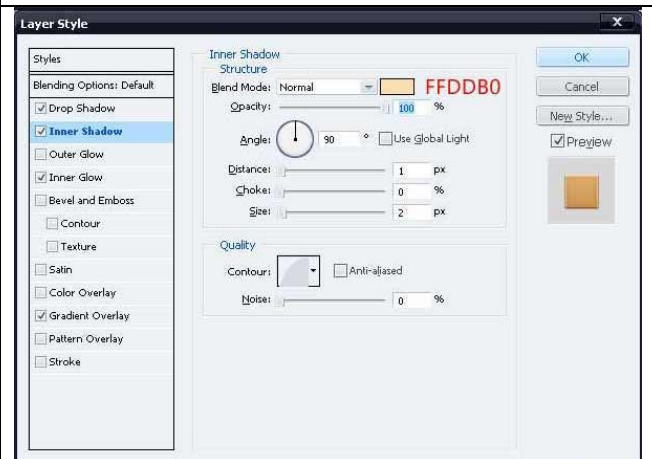 Layer Style
X
Styles
Blending Options: Default
Drop Shadow
Inner Shadow
Outer Glow
Inner Glow
Bevel and Emboss
Contour
Texture
Satin
Color Overlay
Gradient Overlay
Pattern Overlay
Stroke
Inner Shadow
Structure
Blend Mode: Normal FFDDB0
Opacity: 100 %
Angle: 90 ° Use Global Light
Distance: 1 px
Choke: 0 %
Size: 2 px
Quality
Contour: Anti-aliased
Noise: 0 %
OK
Cancel
New Style...
Preview